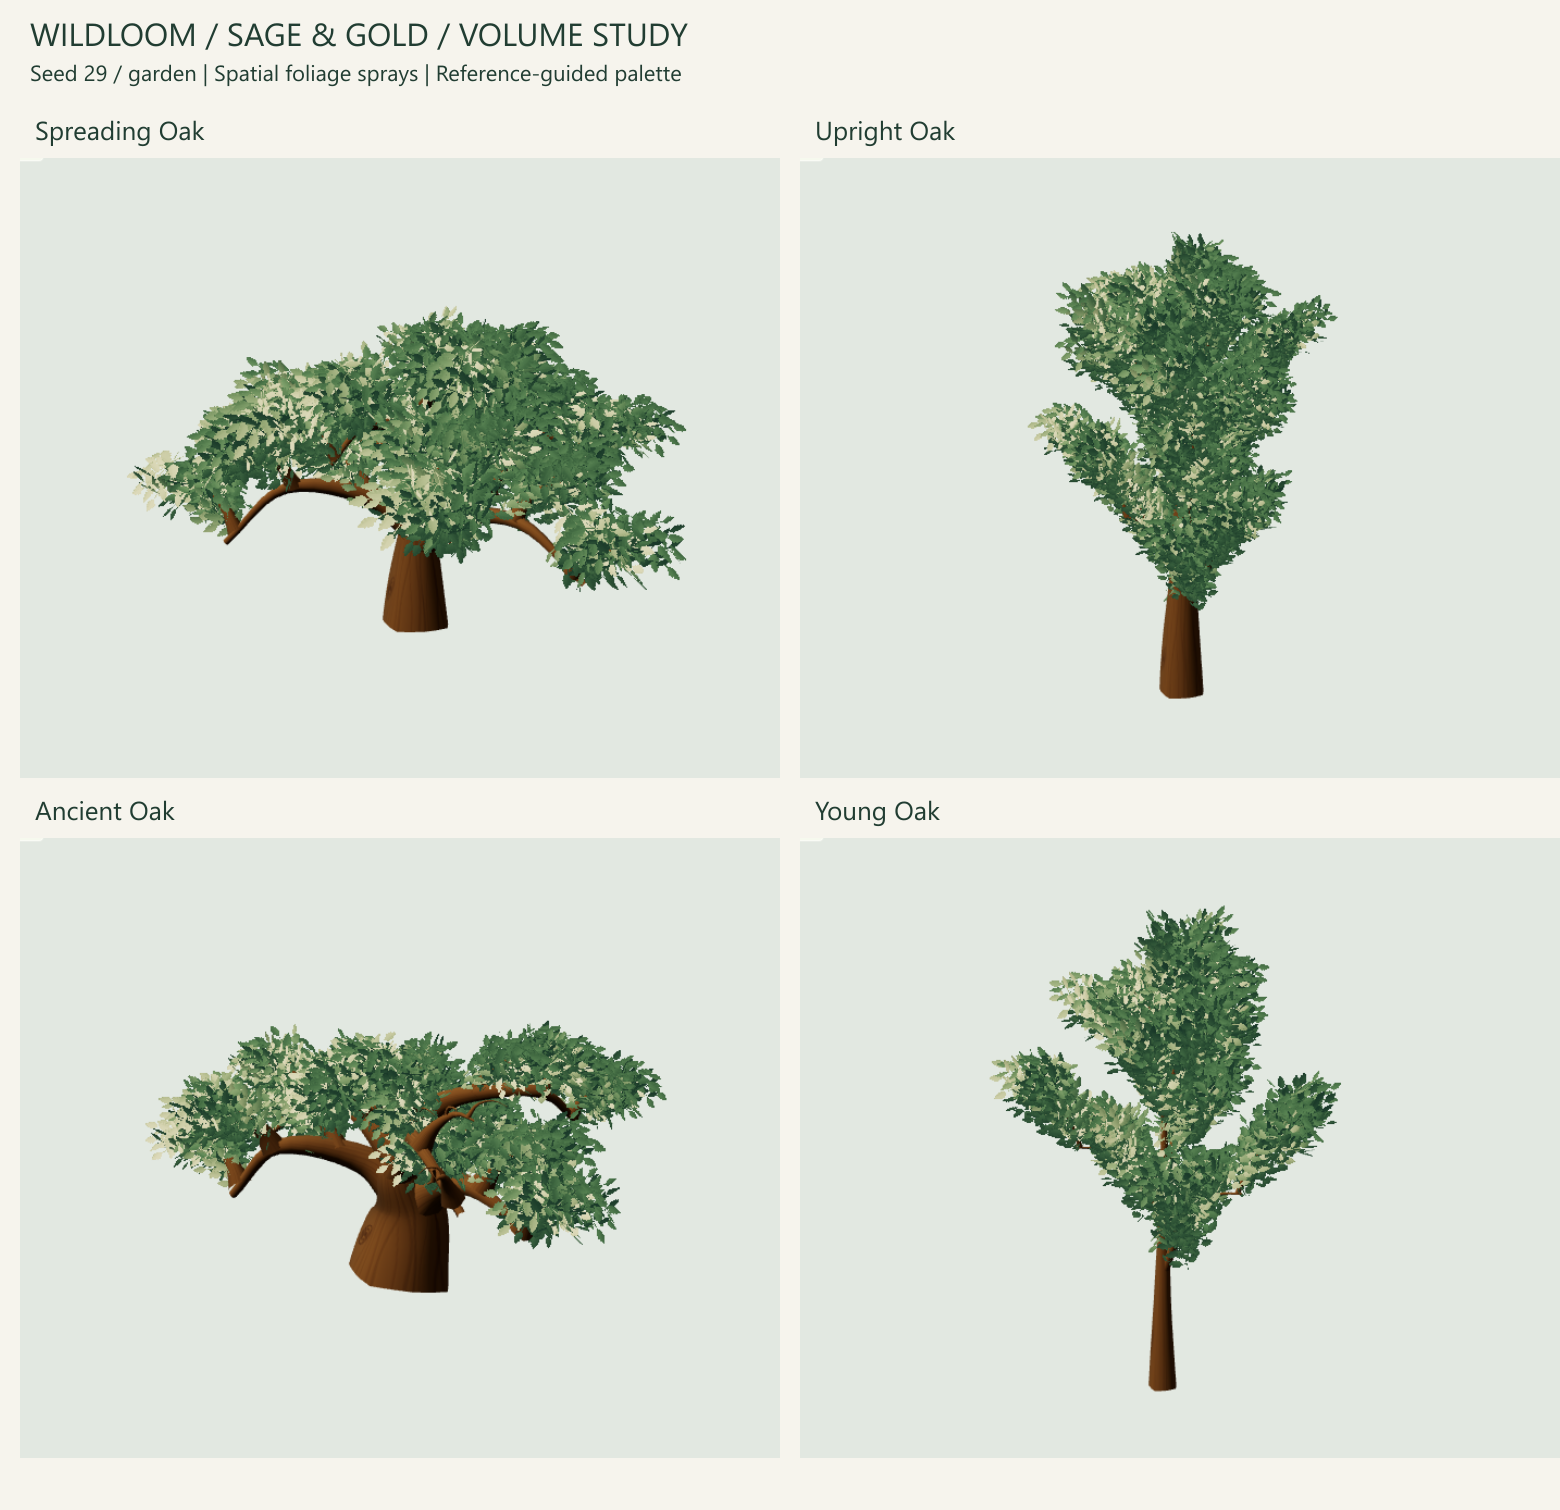 WILDLOOM / SAGE & GOLD / VOLUME STUDY
Seed 29 / garden | Spatial foliage sprays | Reference-guided palette
Spreading Oak
Upright Oak
Ancient Oak
Young Oak